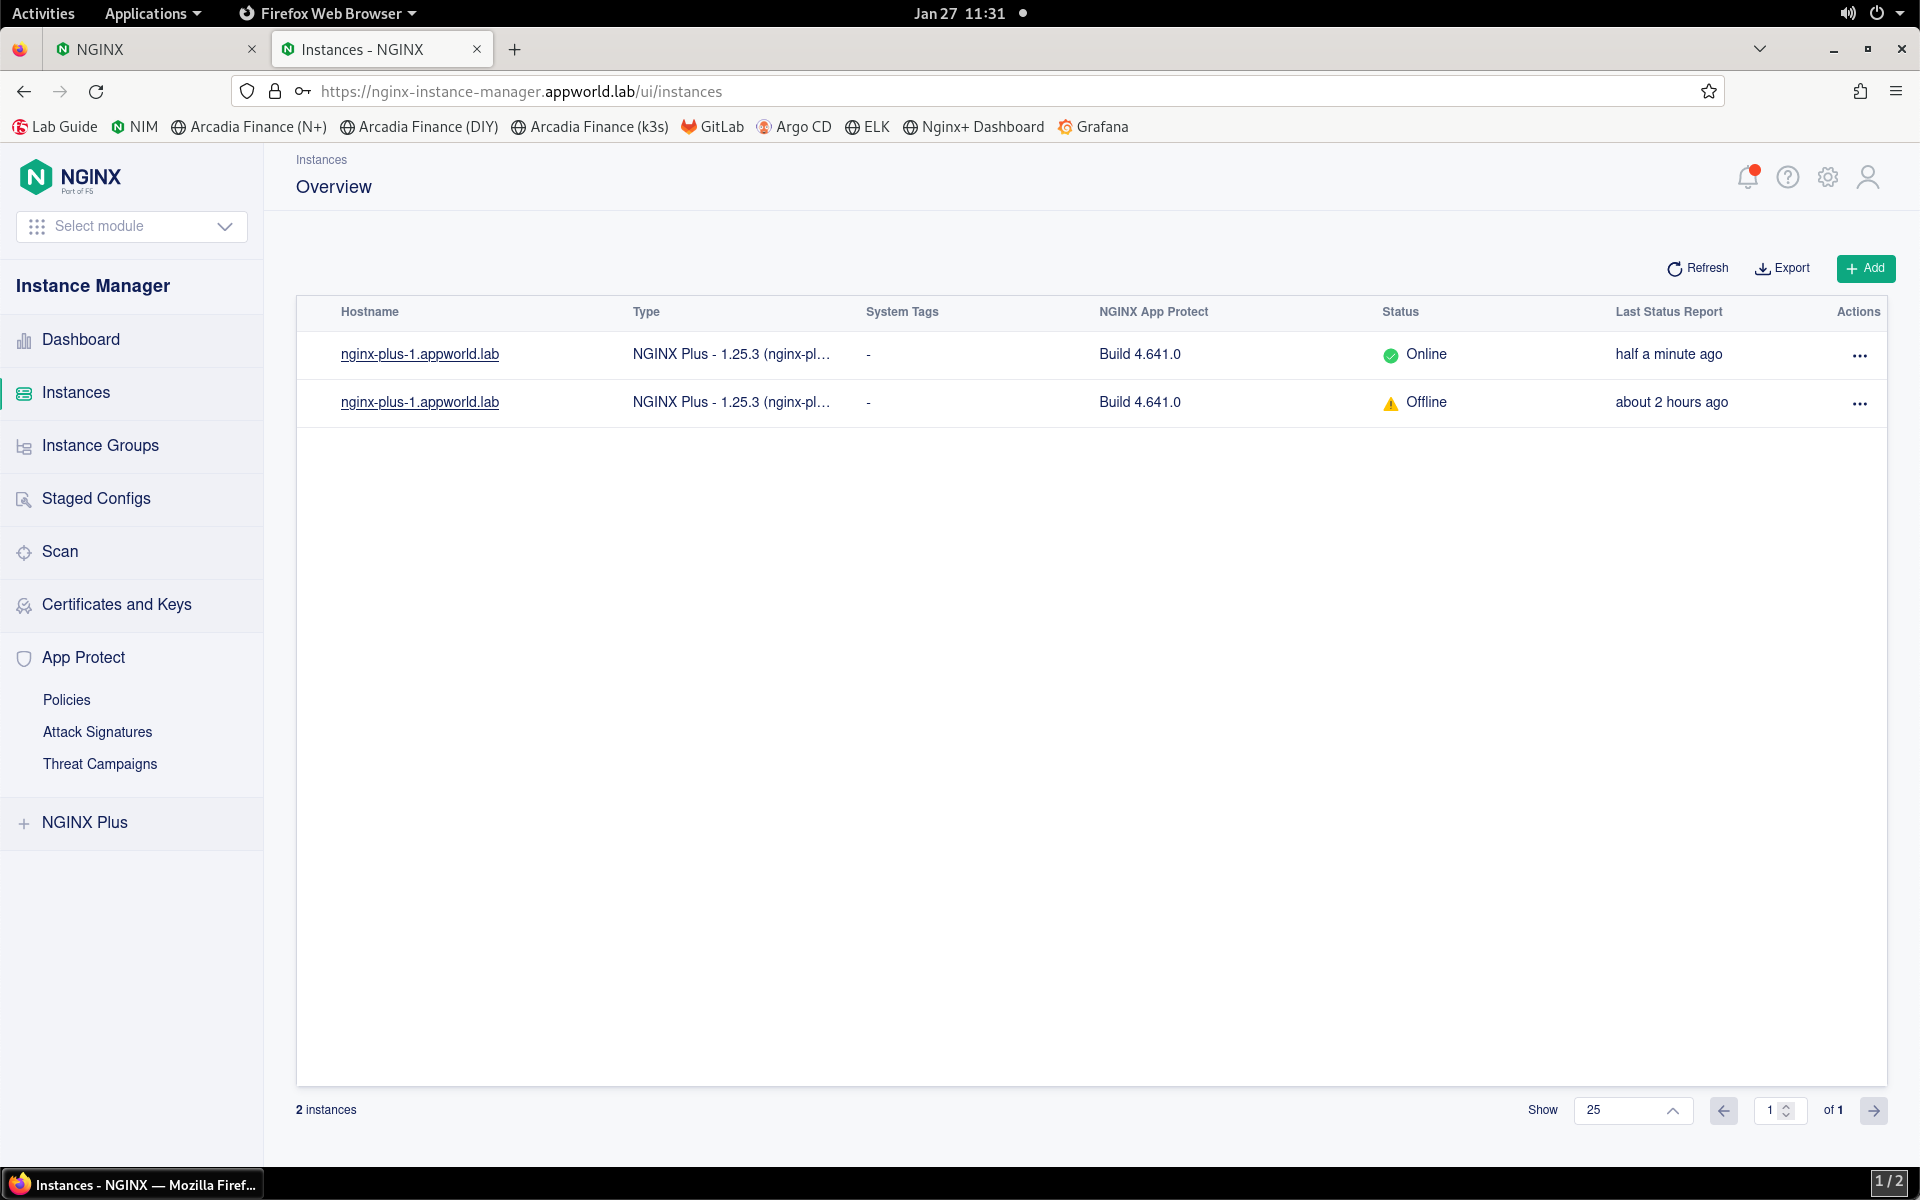 Activities Applications Firefox Web Browser Jan 27 11:31
NGINX Instances - NGINX
https://nginx-instance-manager.appworld.lab/ui/instances
Lab Guide NIM Arcadia Finance (N+) Arcadia Finance (DIY) Arcadia Finance (k3s) GitLab Argo CD ELK Nginx+ Dashboard Grafana
NGINX
Part of F5
Select module
Instance Manager
Dashboard
Instances
Instance Groups
Staged Configs
Scan
Certificates and Keys
App Protect
Policies
Attack Signatures
Threat Campaigns
NGINX Plus
Instances
Overview
Refresh Export Add
Hostname Type System Tags NGINX App Protect Status Last Status Report Actions
nginx-plus-1.appworld.lab NGINX Plus - 1.25.3 (nginx-pl... - Build 4.641.0 Online half a minute ago
nginx-plus-1.appworld.lab NGINX Plus - 1.25.3 (nginx-pl... - Build 4.641.0 Offline about 2 hours ago
2 instances Show 25 1 of 1
Instances - NGINX — Mozilla Firef... 1 / 2